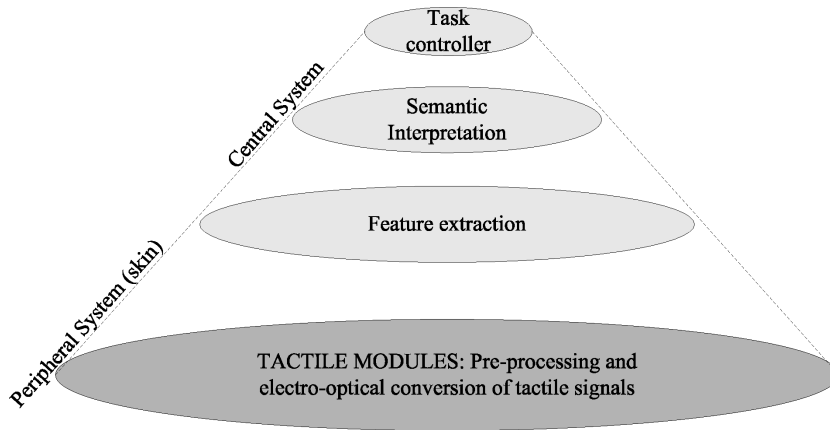 Task
controller
Central System
Semantic
Interpretation
Feature extraction
Peripheral System (skin)
TACTILE MODULES: Pre-processing and
electro-optical conversion of tactile signals